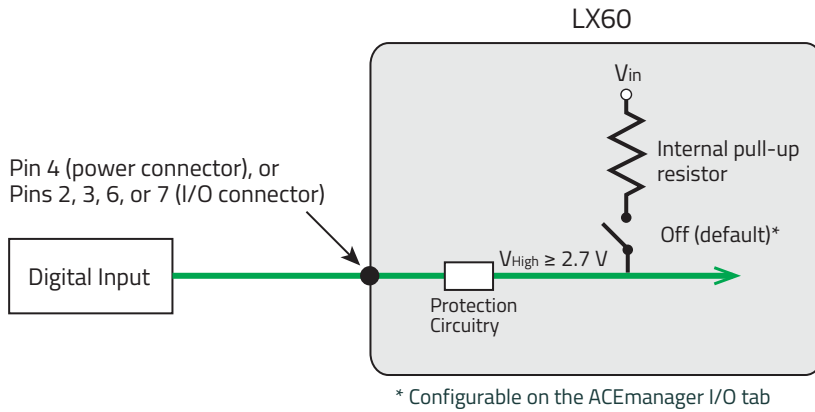 LX60
Vin
Internal pull-up
resistor
Pin 4 (power connector), or
Pins 2, 3, 6, or 7 (I/O connector)
Off (default)*
VHigh ≥ 2.7 V
Digital Input
Protection
Circuitry
* Configurable on the ACEmanager I/O tab